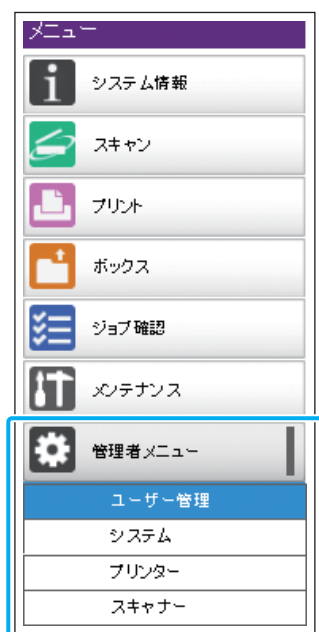 メニュー
システム情報
スキャン
プリント
ボックス
ジョブ確認
メンテナンス
管理者メニュー
ユーザー管理
システム
プリンター
スキャナー